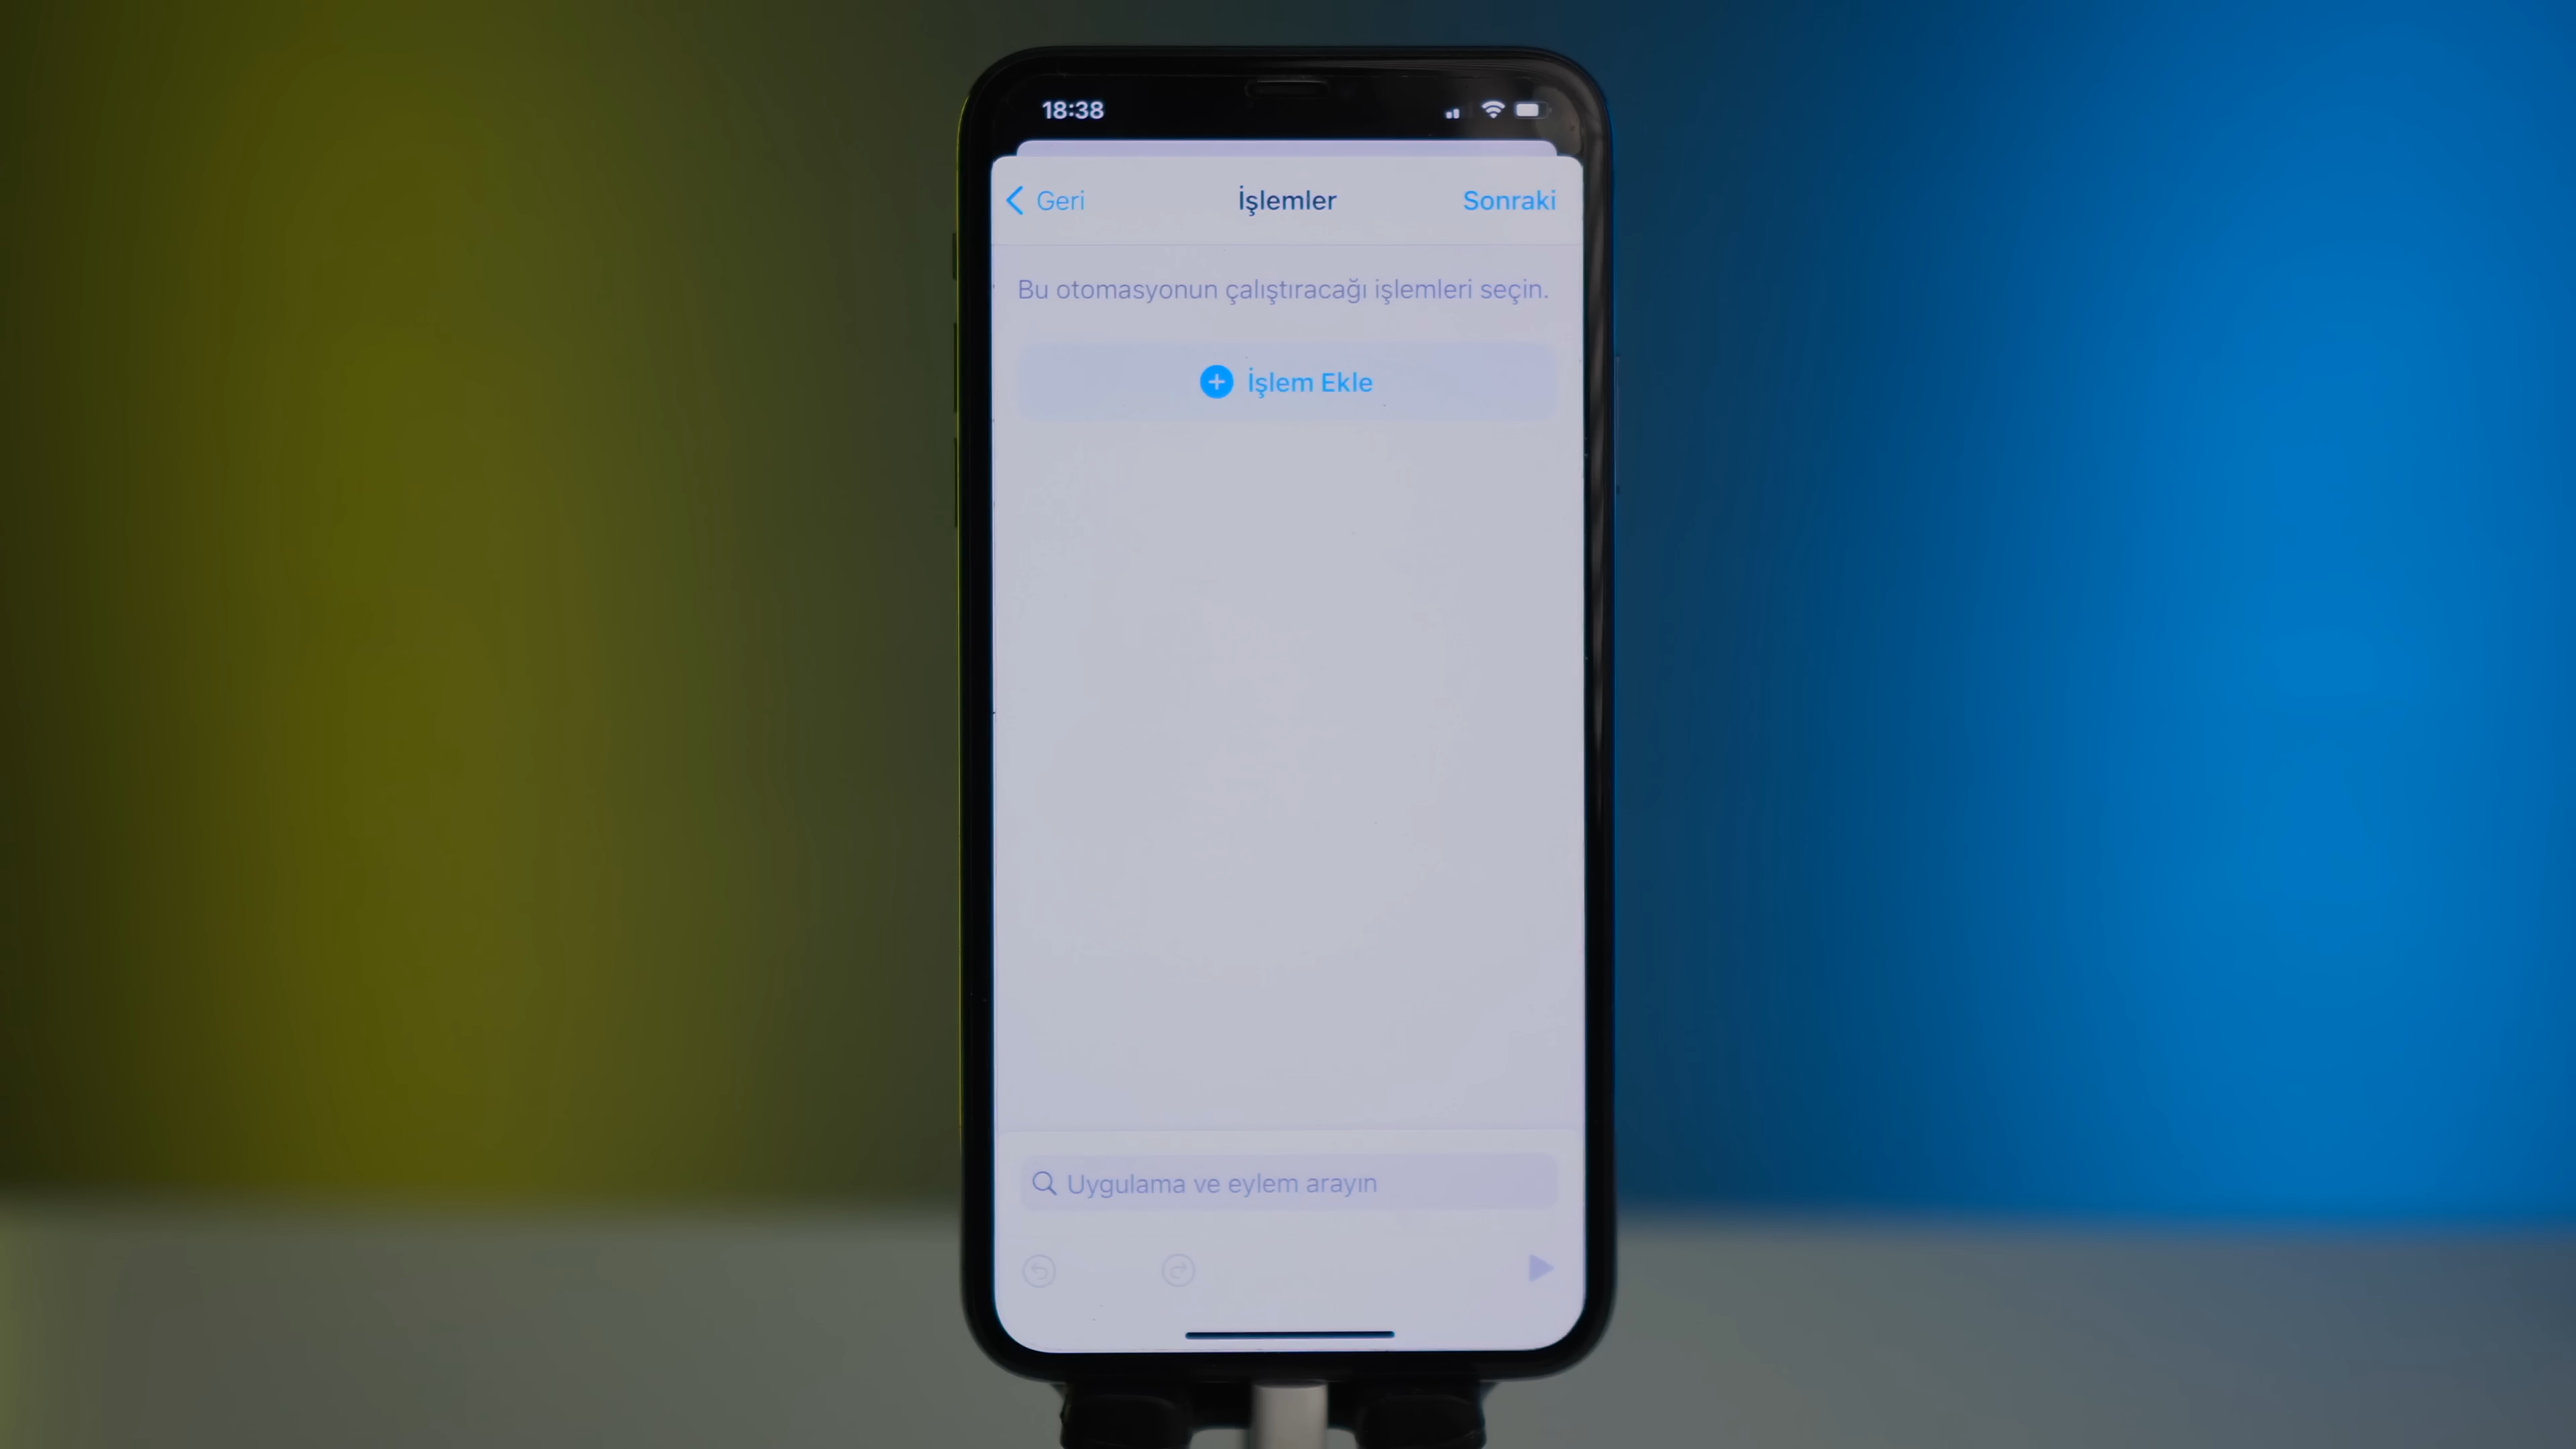 18:38
Geri
İşlemler
Sonraki
Bu otomasyonun çalıştıracağı işlemleri seçin.
İşlem Ekle
Uygulama ve eylem arayın